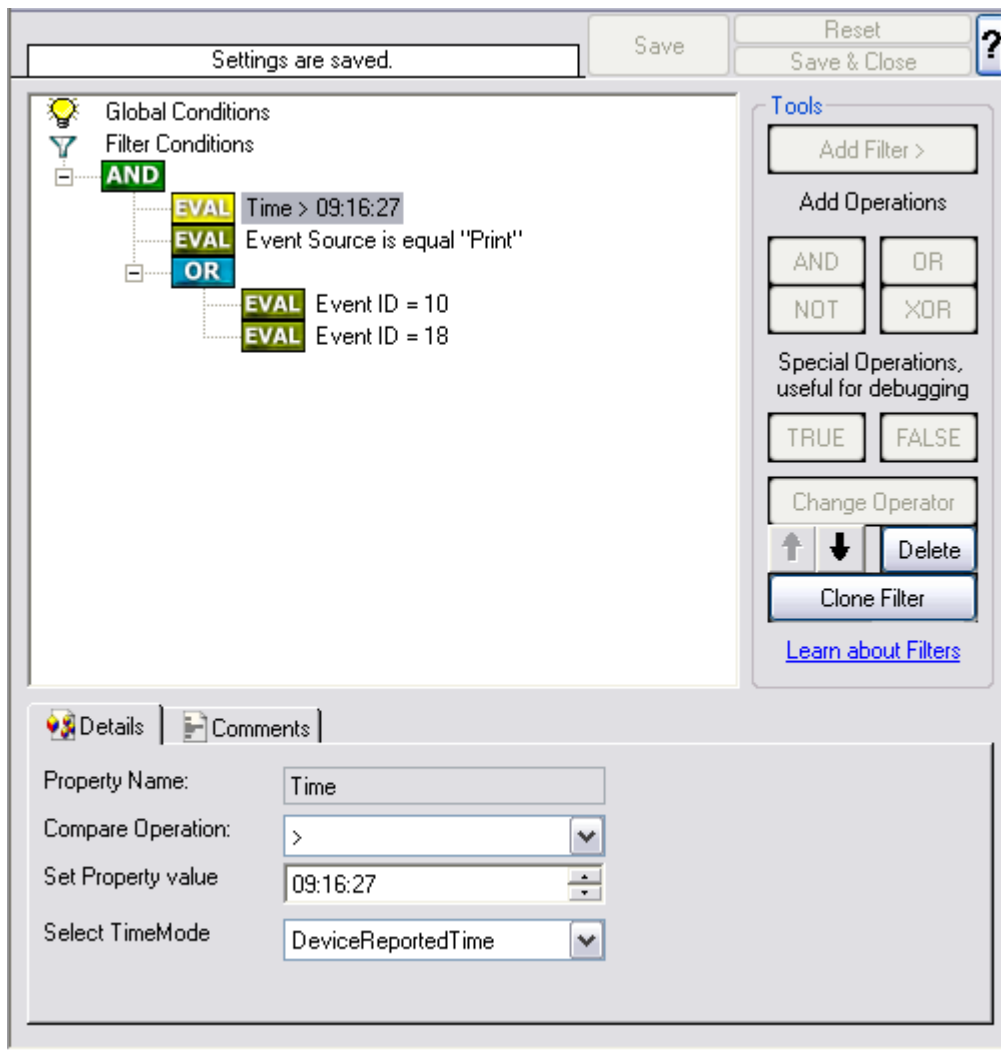 Settings are saved.
Save
Reset
Save & Close
?
Global Conditions
Filter Conditions
AND
EVAL Time > 09:16:27
EVAL Event Source is equal "Print"
OR
EVAL Event ID = 10
EVAL Event ID = 18
Tools
Add Filter >
Add Operations
AND OR
NOT XOR
Special Operations,
useful for debugging
TRUE FALSE
Change Operator
Delete
Clone Filter
Learn about Filters
Details Comments
Property Name: Time
Compare Operation: >
Set Property value 09:16:27
Select TimeMode DeviceReportedTime